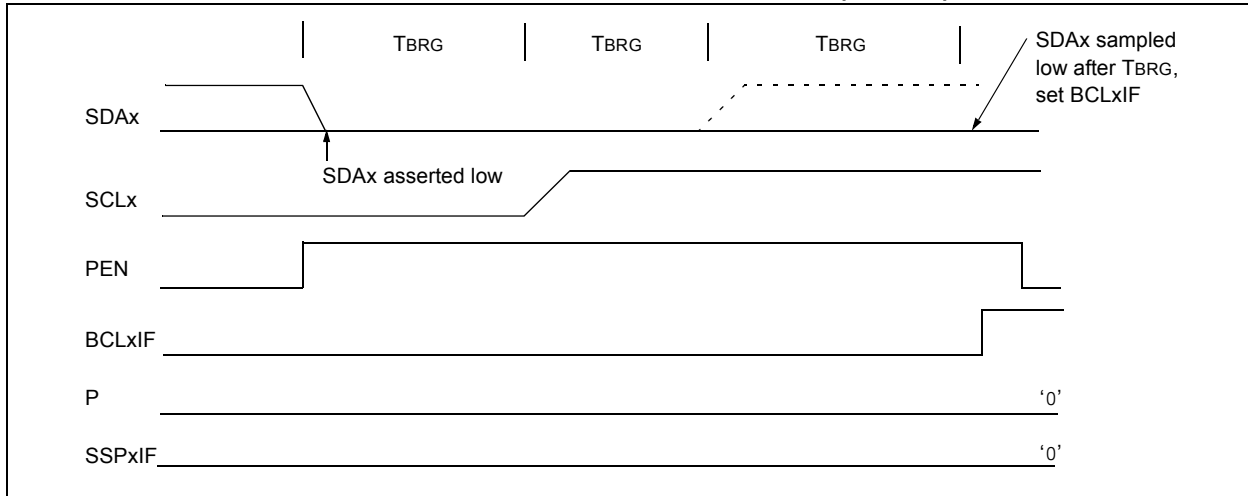 TBRG TBRG TBRG
SDAx sampled
low after TBRG,
set BCLxIF
SDAx
SDAx asserted low
SCLx
PEN
BCLxIF
P
‘0’
SSPxIF
‘0’